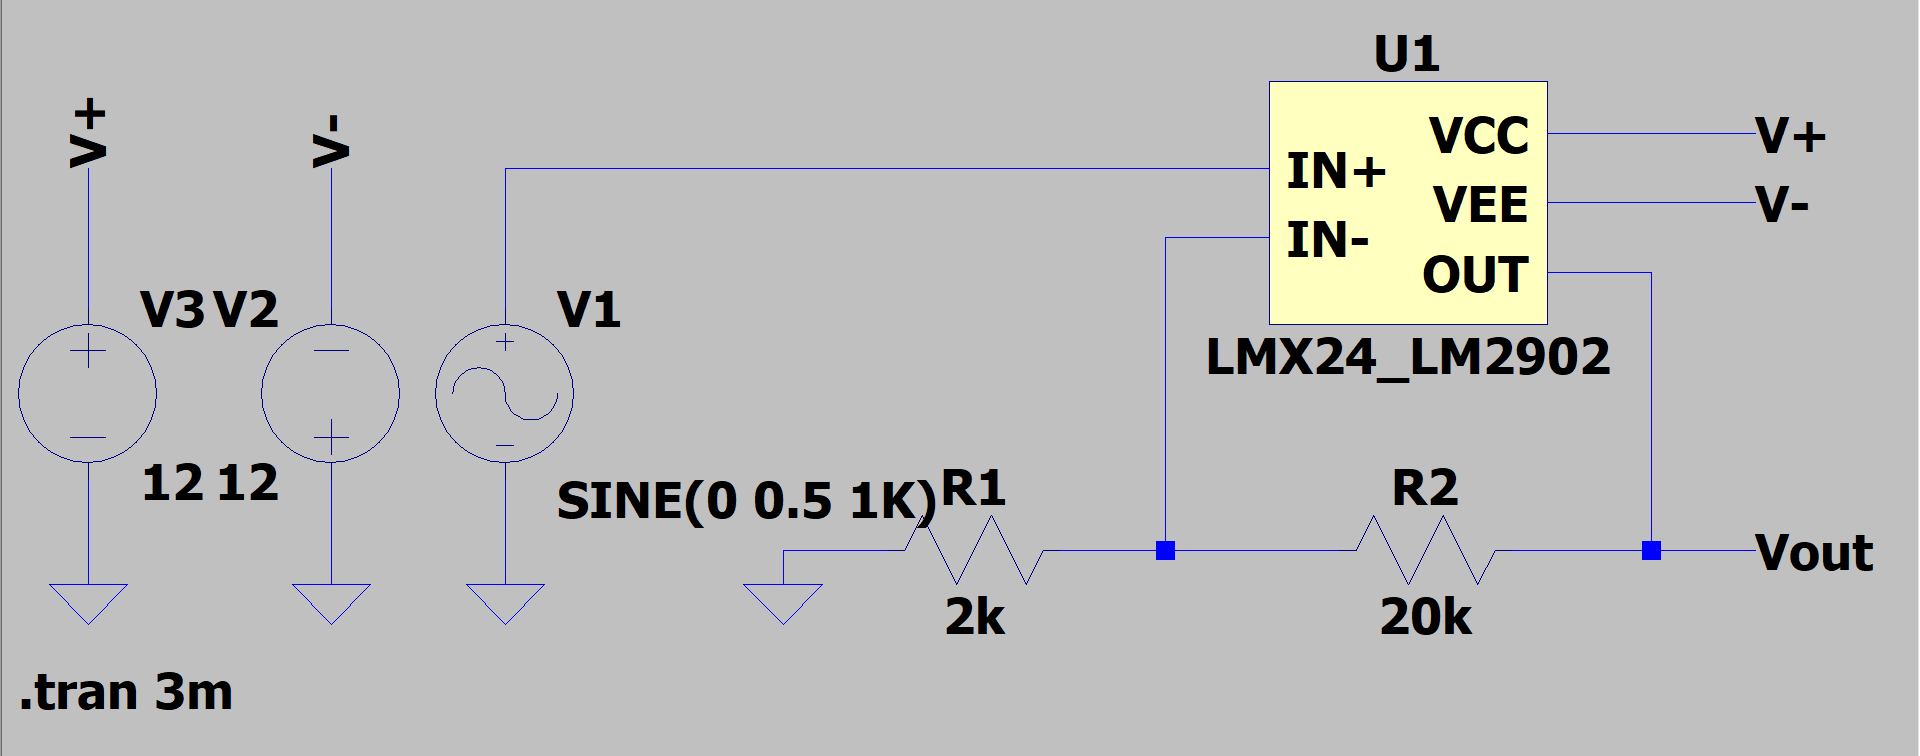 U1
V+
V-
IN+
IN-
VCC
VEE
OUT
V+
V-
LMX24_LM2902
V3
V2
V1
12
12
SINE(0 0.5 1K)
R1
2k
R2
20k
Vout
.tran 3m